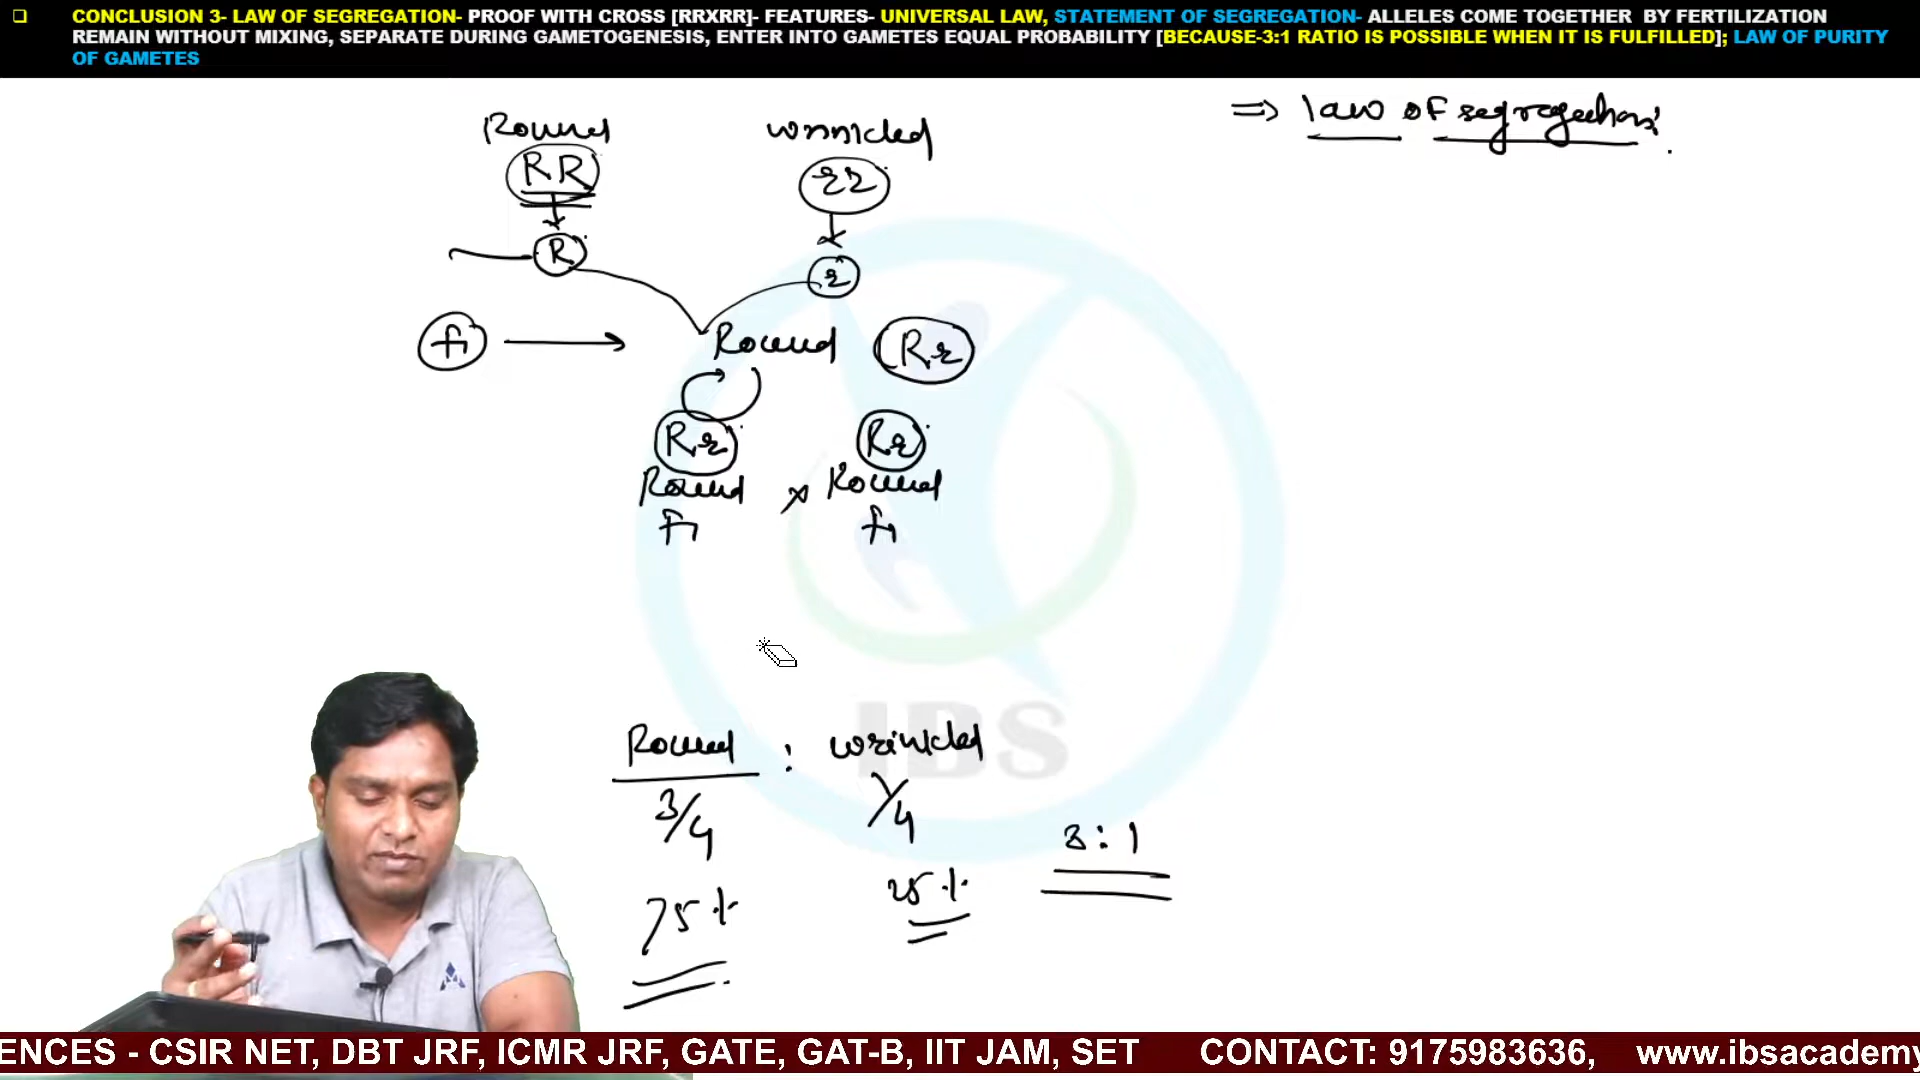 ❑ CONCLUSION 3- LAW OF SEGREGATION- PROOF WITH CROSS [RRXRR]- FEATURES- UNIVERSAL LAW, STATEMENT OF SEGREGATION- ALLELES COME TOGETHER BY FERTILIZATION
REMAIN WITHOUT MIXING, SEPARATE DURING GAMETOGENESIS, ENTER INTO GAMETES EQUAL PROBABILITY [BECAUSE-3:1 RATIO IS POSSIBLE WHEN IT IS FULFILLED]; LAW OF PURITY
OF GAMETES
⇒ law of segregation
Round wrinkled
RR rr
R r
F1 → Round Rr
Rr Rr
Round × Round
F1 F1
IBS
Round : wrinkled
3/4 1/4
3:1
75% 25%
ENCES - CSIR NET, DBT JRF, ICMR JRF, GATE, GAT-B, IIT JAM, SET CONTACT: 9175983636, www.ibsacademy